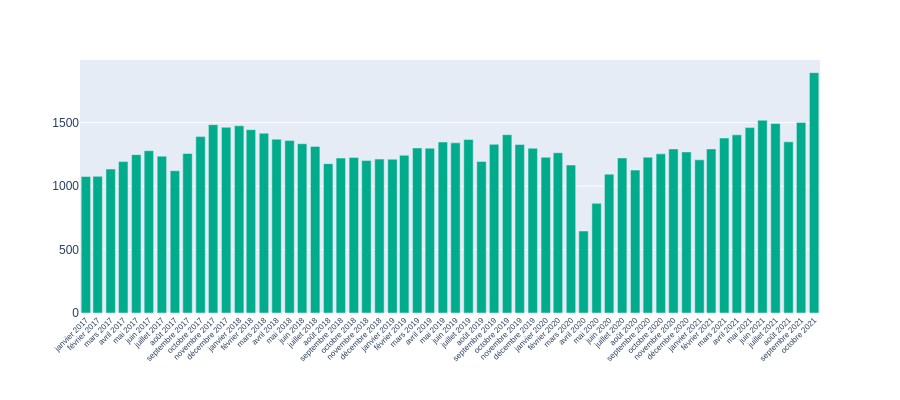 1500
1000
500
0
janvier 2017
février 2017
mars 2017
avril 2017
mai 2017
juin 2017
juillet 2017
août 2017
septembre 2017
octobre 2017
novembre 2017
décembre 2017
janvier 2018
février 2018
mars 2018
avril 2018
mai 2018
juin 2018
juillet 2018
août 2018
septembre 2018
octobre 2018
novembre 2018
décembre 2018
janvier 2019
février 2019
mars 2019
avril 2019
mai 2019
juin 2019
juillet 2019
août 2019
septembre 2019
octobre 2019
novembre 2019
décembre 2019
janvier 2020
février 2020
mars 2020
avril 2020
mai 2020
juin 2020
juillet 2020
août 2020
septembre 2020
octobre 2020
novembre 2020
décembre 2020
janvier 2021
février 2021
mars 2021
avril 2021
mai 2021
juin 2021
juillet 2021
août 2021
septembre 2021
octobre 2021